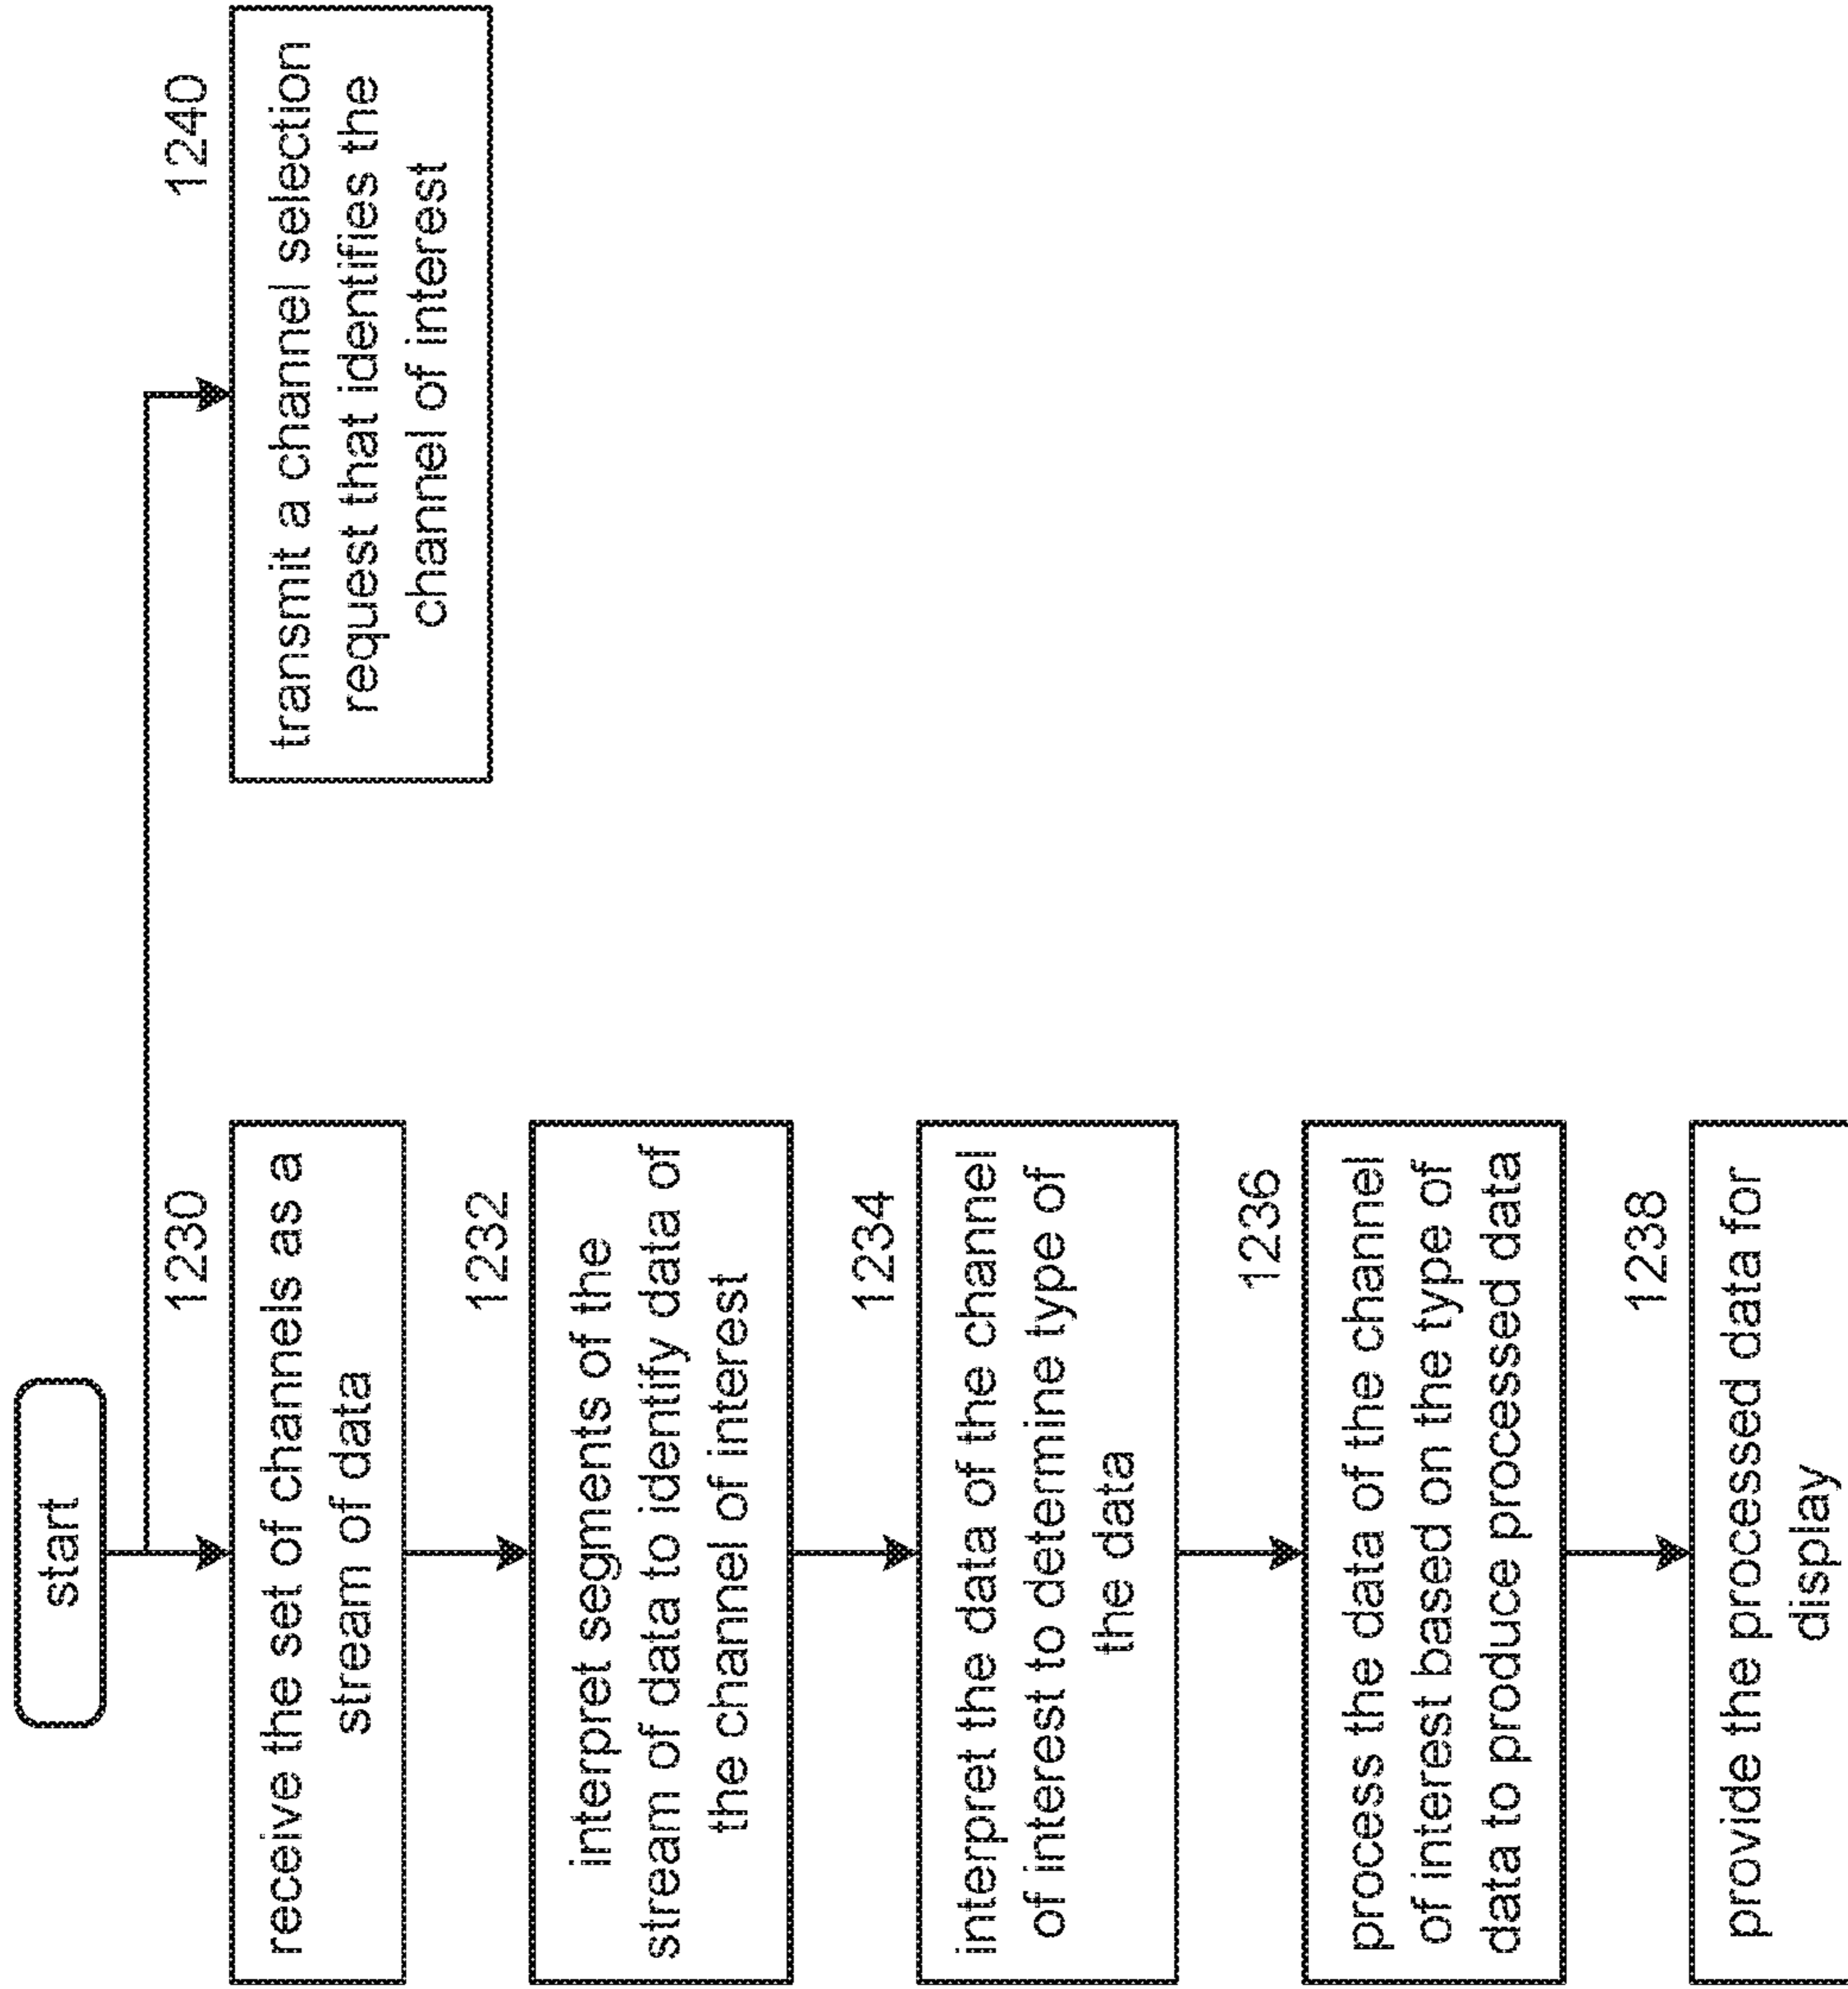 start
1230
receive the set of channels as a
stream of data
1232
interpret segments of the
stream of data to identify data of
the channel of interest
1234
interpret the data of the channel
of interest to determine type of
the data
1236
process the data of the channel
of interest based on the type of
data to produce processed data
1238
provide the processed data for
display
1240
transmit a channel selection
request that identifies the
channel of interest